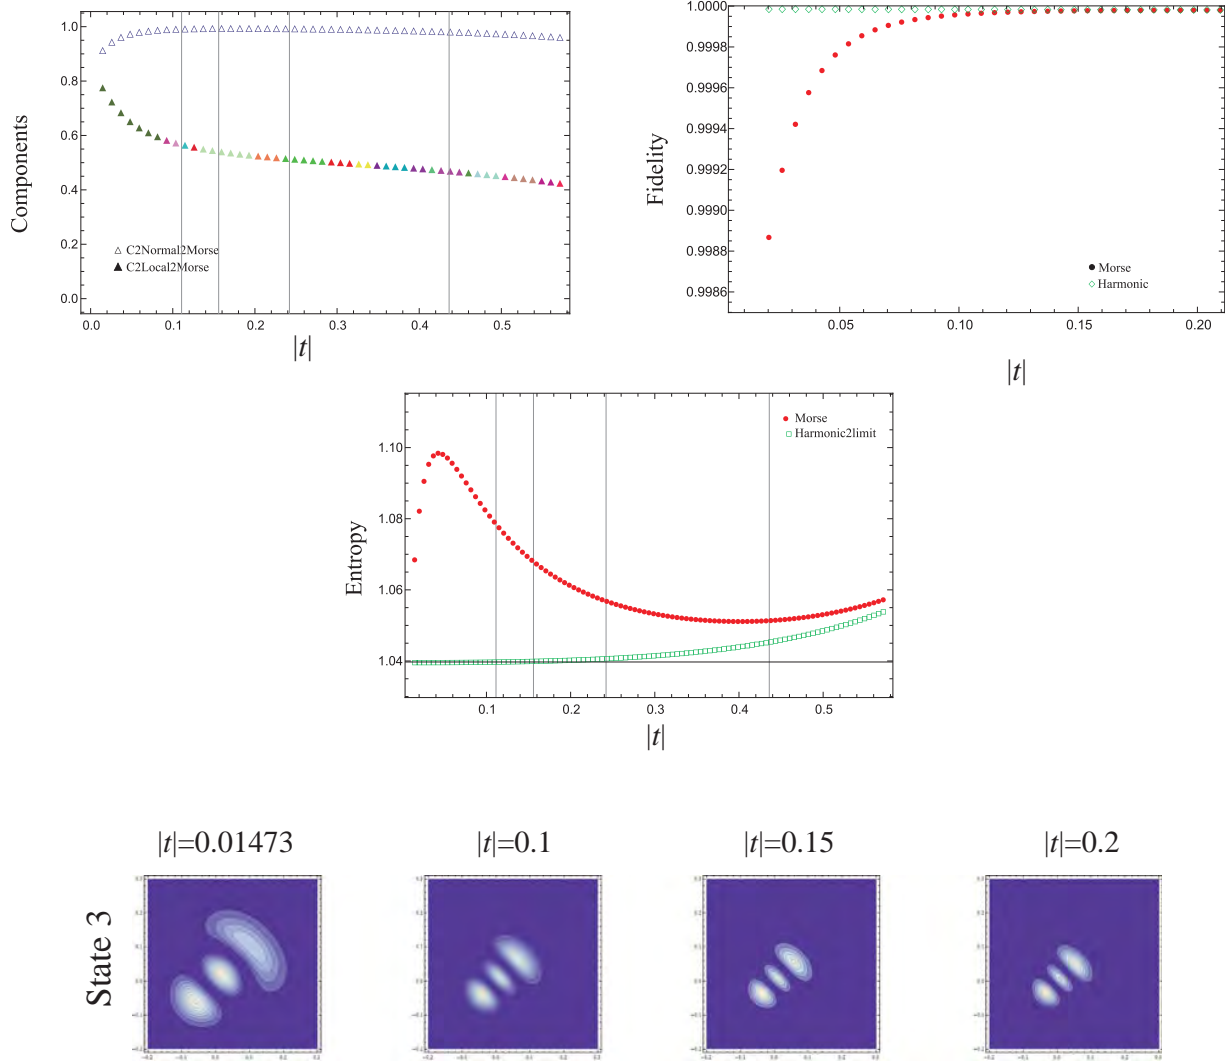 1.0
0.8
0.6
0.4
0.2
0.0
Components
C2Normal2Morse
C2Local2Morse
0.0 0.1 0.2 0.3 0.4 0.5
|t|
1.0000
0.9998
0.9996
0.9994
0.9992
0.9990
0.9988
0.9986
Fidelity
Morse
Harmonic
0.05 0.10 0.15 0.20
|t|
1.10
1.08
1.06
1.04
Entropy
Morse
Harmonic2limit
0.1 0.2 0.3 0.4 0.5
|t|
|t|=0.01473 |t|=0.1 |t|=0.15 |t|=0.2
State 3